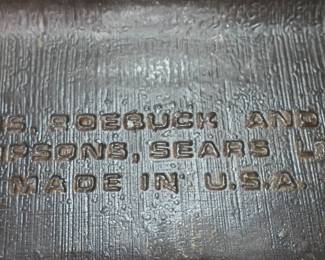 S, ROEBUCK AND
PSONS, SEARS L
MADE IN U.S.A.